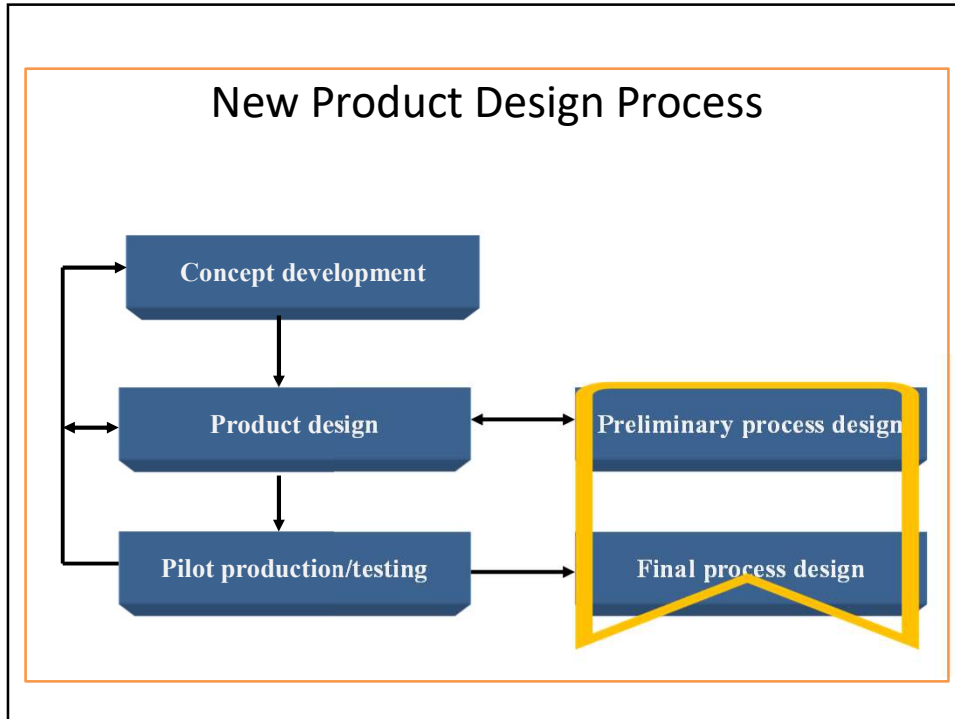 New Product Design Process
Concept development
Product design
Preliminary process design
Pilot production/testing
Final process design